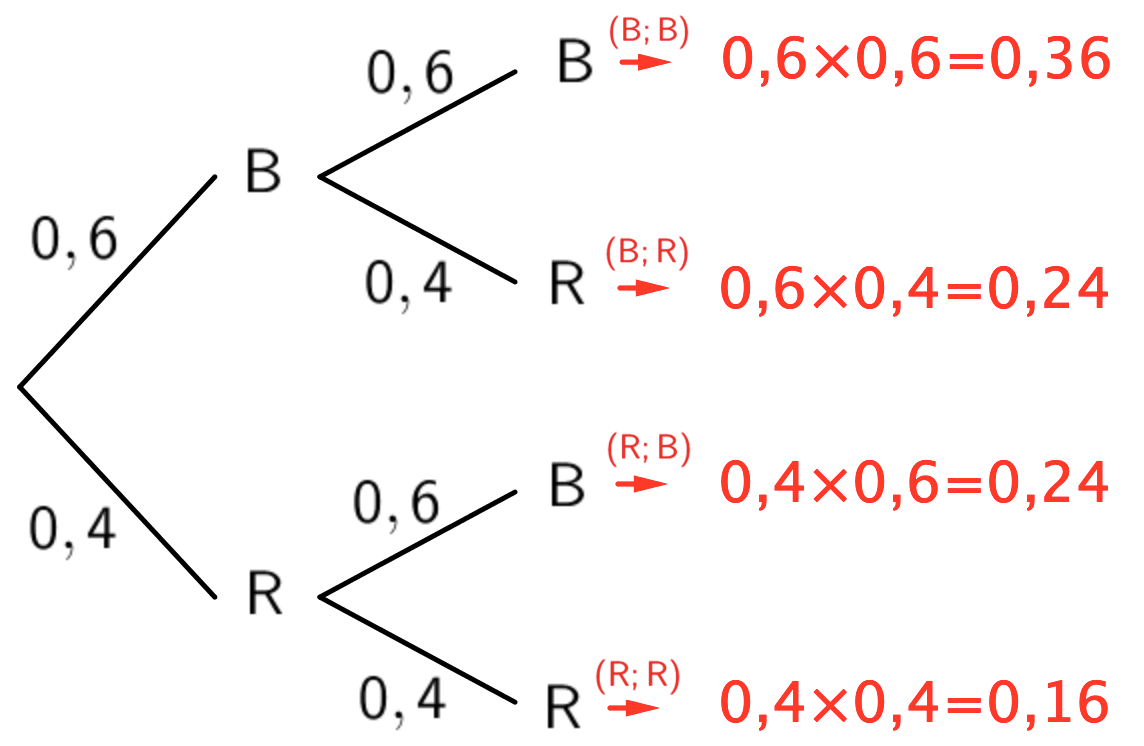 (B; B)
0,6 B 0,6×0,6=0,36
B
0,6
(B; R)
0,4 R 0,6×0,4=0,24
(R; B)
0,6 B 0,4×0,6=0,24
0,4
R
(R; R)
0,4 R 0,4×0,4=0,16